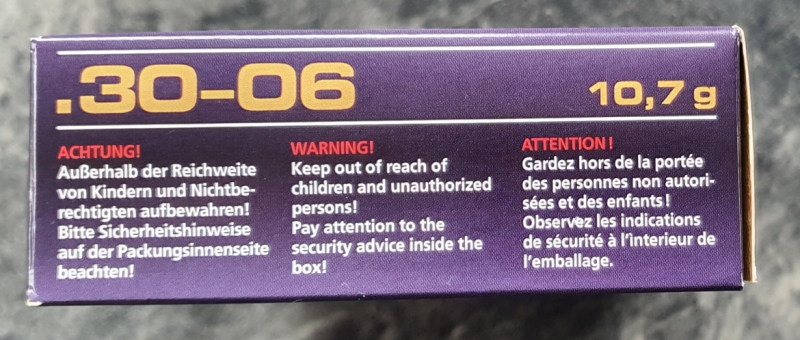 .30-06
10,7 g
ACHTUNG!
Außerhalb der Reichweite
von Kindern und Nichtbe-
rechtigten aufbewahren!
Bitte Sicherheitshinweise
auf der Packungsinnenseite
beachten!
WARNING!
Keep out of reach of
children and unauthorized
persons!
Pay attention to the
security advice inside the
box!
ATTENTION !
Gardez hors de la portée
des personnes non autori-
sées et des enfants !
Observez les indications
de sécurité à l'interieur de
l'emballage.